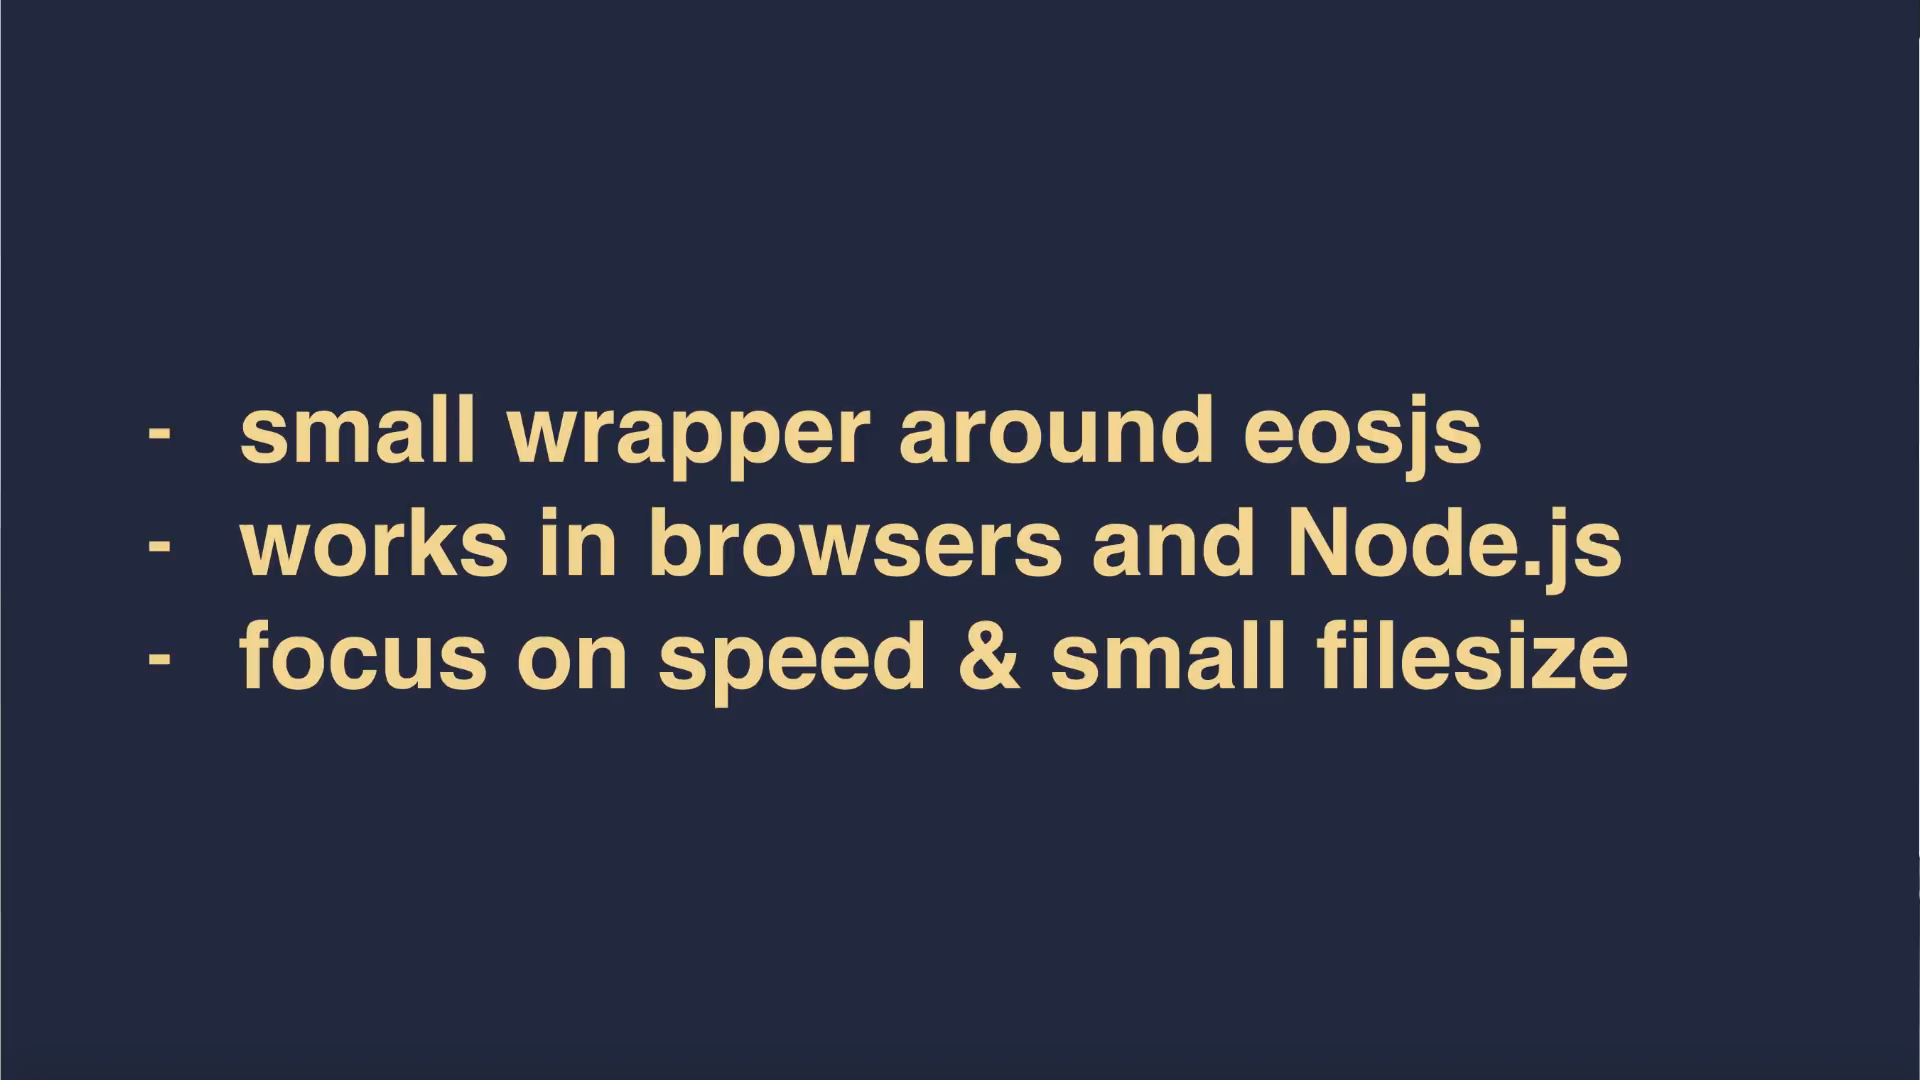 - small wrapper around eosjs
- works in browsers and Node.js
- focus on speed & small filesize